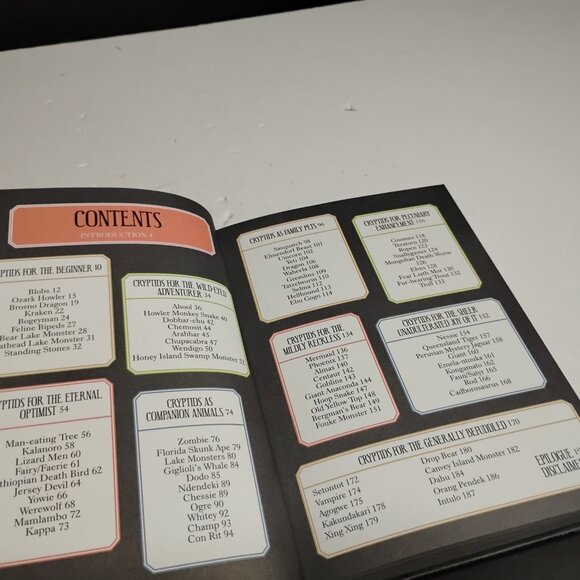 CONTENTS
INTRODUCTION 4
CRYPTIDS FOR THE BEGINNER 10
Blobs 12
Ozark Howler 15
Brosno Dragon 19
Kraken 22
Bogeyman 24
Feline Bipeds 27
Bear Lake Monster 28
Flathead Lake Monster 31
Standing Stones 32
CRYPTIDS FOR THE WILD-EYED
ADVENTURER 34
Ahool 36
Howler Monkey Snake 40
Dobhar-chu 42
Chemosit 44
Arabhar 45
Chupacabra 47
Wendigo 50
Honey Island Swamp Monster 53
CRYPTIDS FOR THE ETERNAL
OPTIMIST 54
Man-eating Tree 56
Kalanoro 58
Lizard Men 60
Fairy/Faerie 61
Ethiopian Death Bird 62
Jersey Devil 64
Yowie 66
Werewolf 68
Mamlambo 72
Kappa 73
CRYPTIDS AS
COMPANION ANIMALS 74
Zombie 76
Florida Skunk Ape 79
Lake Monsters 80
Giglioli's Whale 84
Dodo 85
Ndendeki 89
Chessie 89
Ogre 90
Whitey 92
Champ 93
Con Rit 94
CRYPTIDS AS FAMILY PETS 96
Sasquatch 98
Elmendorf Beast 101
Unicorn 102
Yeti 104
Dragon 106
Waheela 108
Gremlins 109
Tatzelwurm 110
Selma 112
Hellhound 113
Ebu Gogo 114
CRYPTIDS FOR PECUNIARY
ENHANCEMENT 116
Gnomes 118
Tratratra 120
Ropen 123
Snallygaster 124
Mongolian Death Worm
126
Elves 128
Fear Liath Mor 130
Fur-bearing Trout 132
Troll 133
CRYPTIDS FOR THE
MILDLY RECKLESS 134
Mermaid 136
Phoenix 137
Almas 140
Centaur 142
Goblins 143
Giant Anaconda 144
Hoop Snake 147
Old Yellow Top 148
Bergman's Bear 149
Fouke Monster 151
CRYPTIDS FOR THE SHEER
UNADULTERATED JOY OF IT 152
Nessie 154
Queensland Tiger 157
Peruvian Mystery Jaguar 158
Giant 160
Emela-ntouka 161
Kongamato 162
Faun/Satyr 165
Roc 166
Cadborosaurus 168
CRYPTIDS FOR THE GENERALLY BEFUDDLED 170
Setontot 172
Vampire 174
Agogwe 175
Kakundakari 178
Xing Xing 179
Drop Bear 180
Canvey Island Monster 182
Dahu 184
Orang Pendek 186
Intulo 187
EPILOGUE
DISCLAIMER